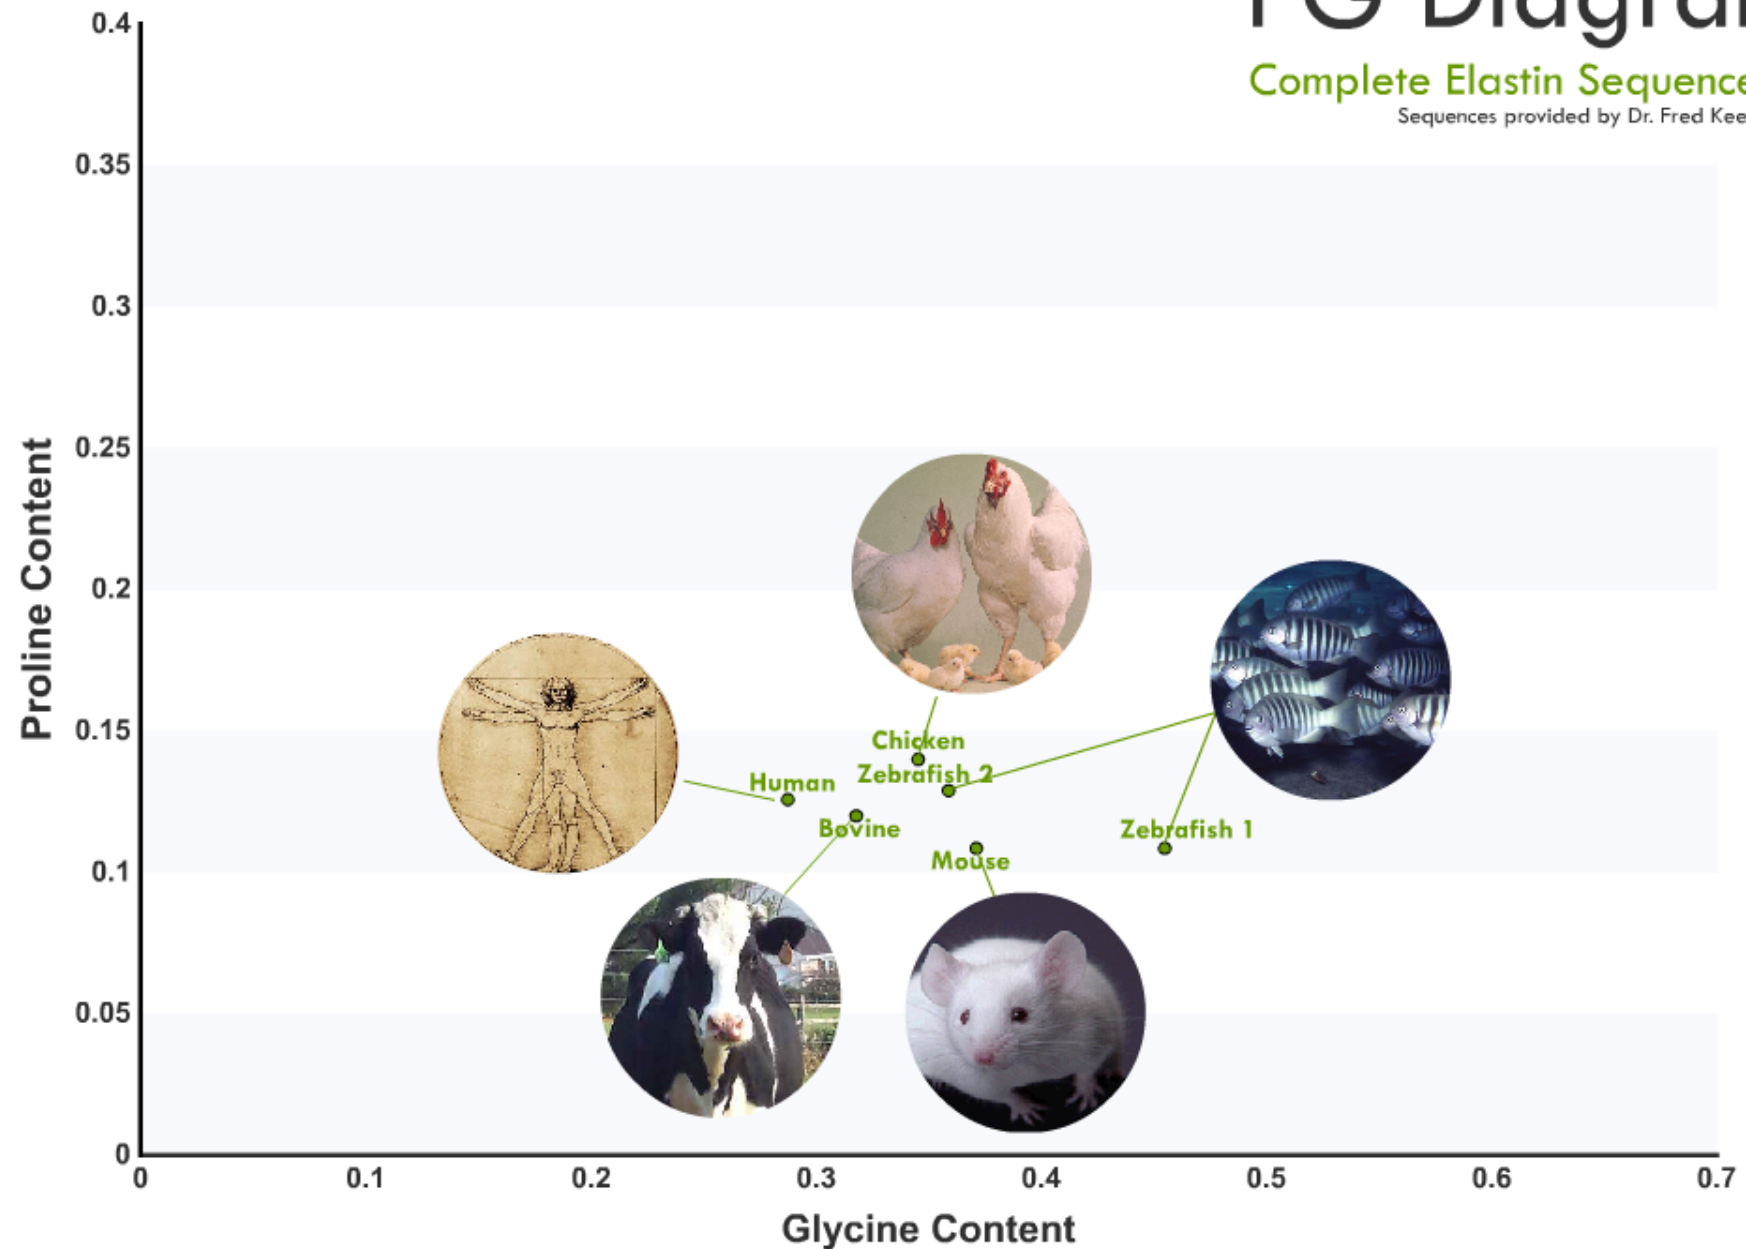 PG Diagra
Complete Elastin Sequence
Sequences provided by Dr. Fred Kee
0.4
0.35
0.3
0.25
0.2
0.15
0.1
0.05
0
Proline Content
Chicken
Zebrafish 2
Human
Bovine
Zebrafish 1
Mouse
0 0.1 0.2 0.3 0.4 0.5 0.6 0.7
Glycine Content